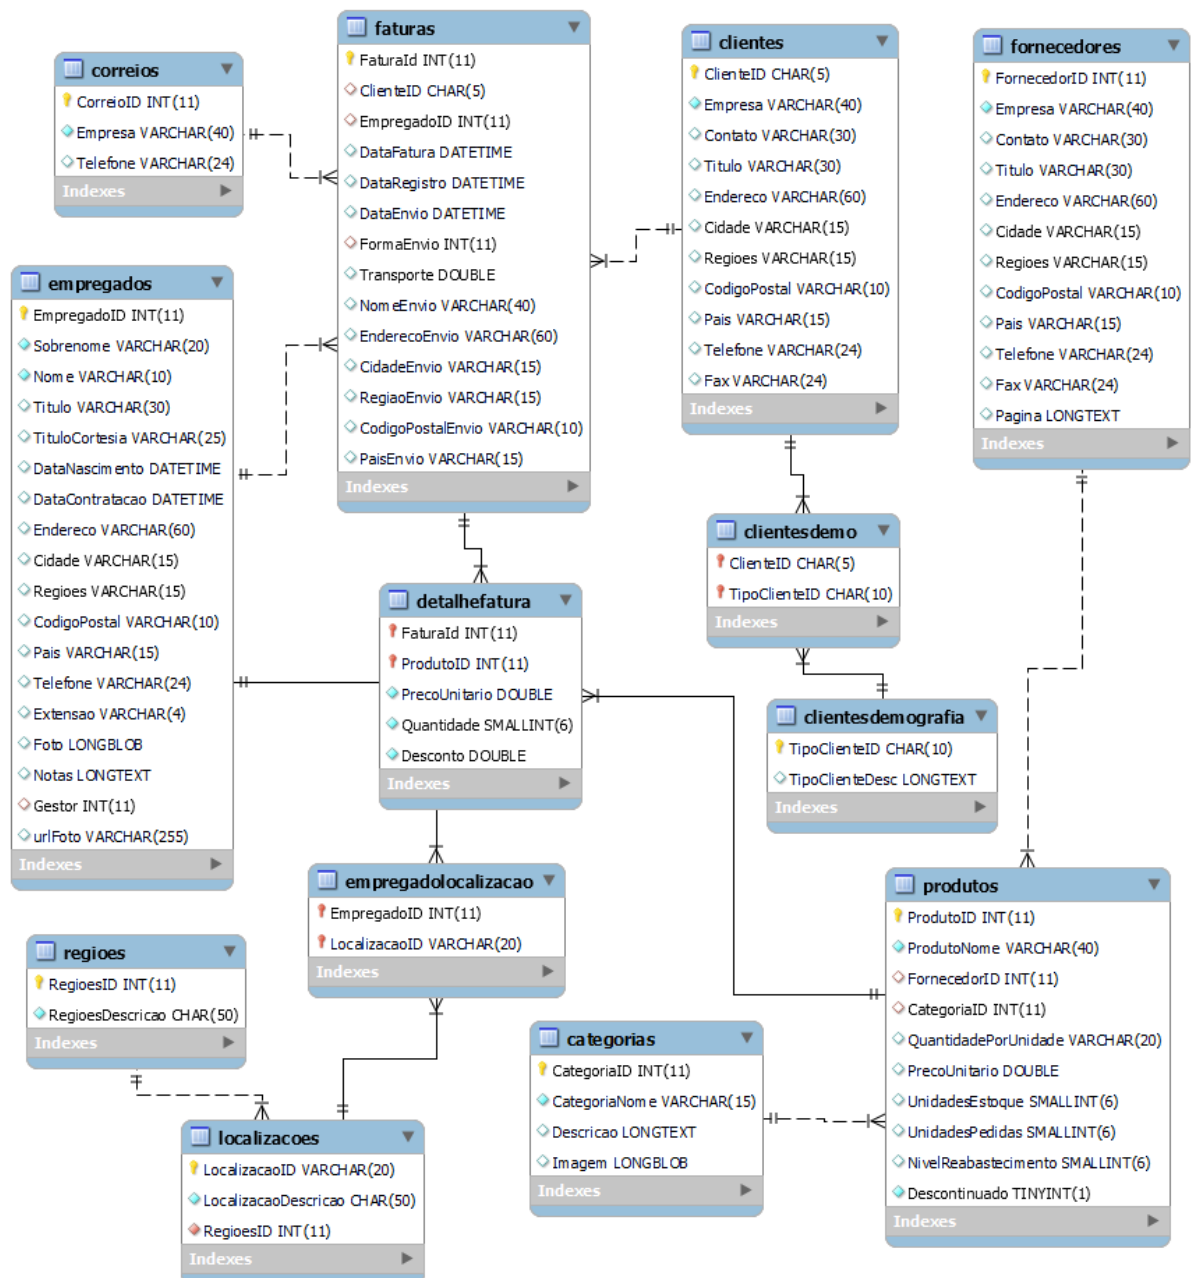 correios
CorreioID INT(11)
Empresa VARCHAR(40)
Telefone VARCHAR(24)
Indexes
faturas
FaturaId INT(11)
ClienteID CHAR(5)
EmpregadoID INT(11)
DataFatura DATETIME
DataRegistro DATETIME
DataEnvio DATETIME
FormaEnvio INT(11)
Transporte DOUBLE
NomeEnvio VARCHAR(40)
EnderecoEnvio VARCHAR(60)
CidadeEnvio VARCHAR(15)
RegiaoEnvio VARCHAR(15)
CodigoPostalEnvio VARCHAR(10)
PaisEnvio VARCHAR(15)
Indexes
clientes
ClienteID CHAR(5)
Empresa VARCHAR(40)
Contato VARCHAR(30)
Titulo VARCHAR(30)
Endereco VARCHAR(60)
Cidade VARCHAR(15)
Regioes VARCHAR(15)
CodigoPostal VARCHAR(10)
Pais VARCHAR(15)
Telefone VARCHAR(24)
Fax VARCHAR(24)
Indexes
fornecedores
FornecedorID INT(11)
Empresa VARCHAR(40)
Contato VARCHAR(30)
Titulo VARCHAR(30)
Endereco VARCHAR(60)
Cidade VARCHAR(15)
Regioes VARCHAR(15)
CodigoPostal VARCHAR(10)
Pais VARCHAR(15)
Telefone VARCHAR(24)
Fax VARCHAR(24)
Pagina LONGTEXT
Indexes
empregados
EmpregadoID INT(11)
Sobrenome VARCHAR(20)
Nome VARCHAR(10)
Titulo VARCHAR(30)
TituloCortesia VARCHAR(25)
DataNascimento DATETIME
DataContratacao DATETIME
Endereco VARCHAR(60)
Cidade VARCHAR(15)
Regioes VARCHAR(15)
CodigoPostal VARCHAR(10)
Pais VARCHAR(15)
Telefone VARCHAR(24)
Extensao VARCHAR(4)
Foto LONGBLOB
Notas LONGTEXT
Gestor INT(11)
urlFoto VARCHAR(255)
Indexes
detalhefatura
FaturaId INT(11)
ProdutoID INT(11)
PrecoUnitario DOUBLE
Quantidade SMALLINT(6)
Desconto DOUBLE
Indexes
clientesdemo
ClienteID CHAR(5)
TipoClienteID CHAR(10)
Indexes
clientesdemografia
TipoClienteID CHAR(10)
TipoClienteDesc LONGTEXT
Indexes
empregadolocalizacao
EmpregadoID INT(11)
LocalizacaoID VARCHAR(20)
Indexes
produtos
ProdutoID INT(11)
ProdutoNome VARCHAR(40)
FornecedorID INT(11)
CategoriaID INT(11)
QuantidadePorUnidade VARCHAR(20)
PrecoUnitario DOUBLE
UnidadesEstoque SMALLINT(6)
UnidadesPedidas SMALLINT(6)
NivelReabastecimento SMALLINT(6)
Descontinuado TINYINT(1)
Indexes
regioes
RegioesID INT(11)
RegioesDescricao CHAR(50)
Indexes
categorias
CategoriaID INT(11)
CategoriaNome VARCHAR(15)
Descricao LONGTEXT
Imagem LONGBLOB
Indexes
localizacoes
LocalizacaoID VARCHAR(20)
LocalizacaoDescricao CHAR(50)
RegioesID INT(11)
Indexes